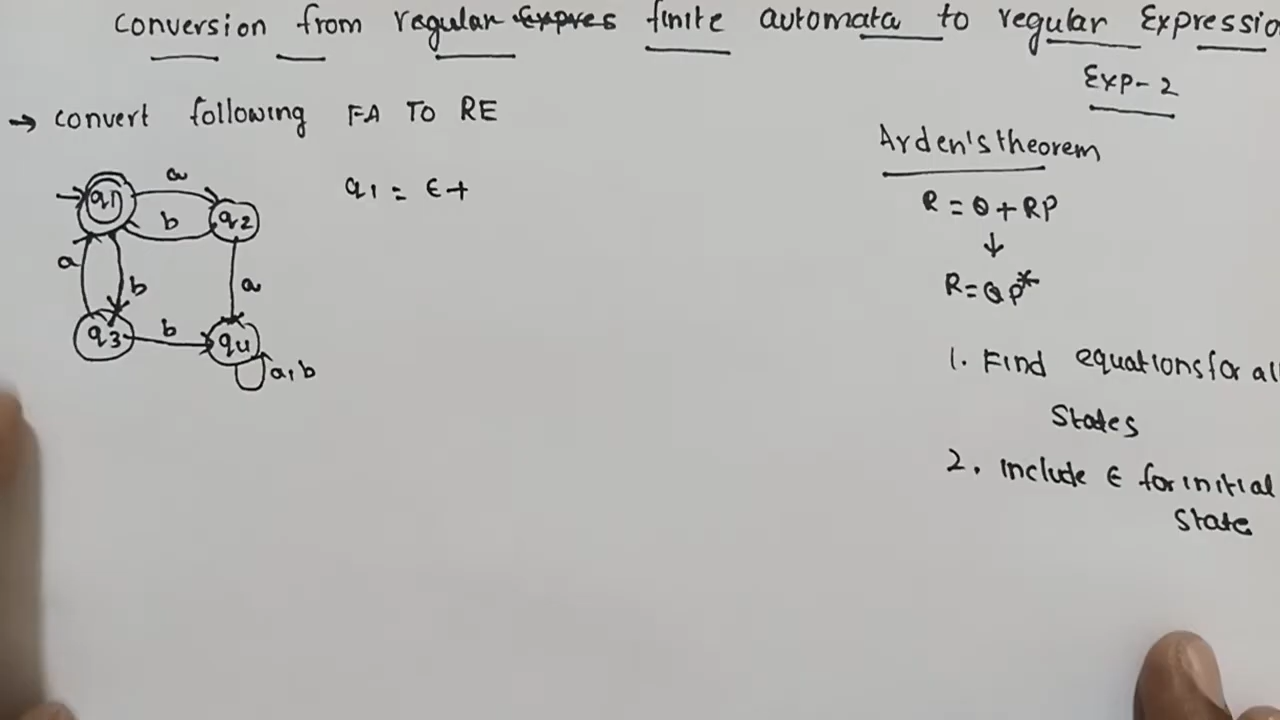 conversion from regular Expres finite automata to regular Expressio
Exp-2
→ convert following FA TO RE
Arden's theorem
q1 = ϵ+
R = Q + RP
↓
R = QP*
1. Find equations for al
States
2. include ϵ for initial
State
a
q1
b
q2
a
b
a
q3
b
q4
a,b